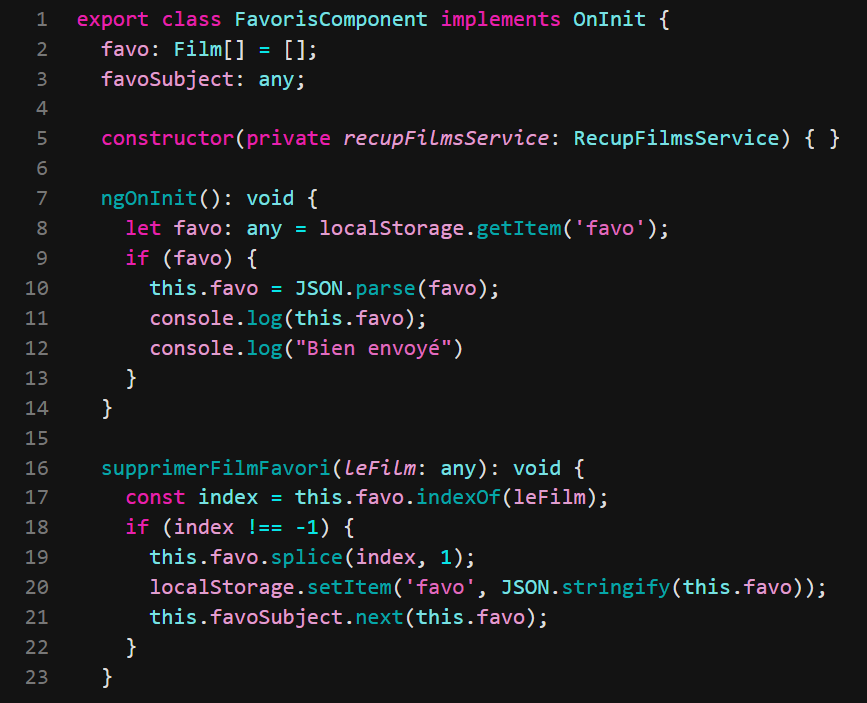 1 export class FavorisComponent implements OnInit {
2 favo: Film[] = [];
3 favoSubject: any;
4
5 constructor(private recupFilmsService: RecupFilmsService) { }
6
7 ngOnInit(): void {
8 let favo: any = localStorage.getItem('favo');
9 if (favo) {
10 this.favo = JSON.parse(favo);
11 console.log(this.favo);
12 console.log("Bien envoyé")
13 }
14 }
15
16 supprimerFilmFavori(leFilm: any): void {
17 const index = this.favo.indexOf(leFilm);
18 if (index !== -1) {
19 this.favo.splice(index, 1);
20 localStorage.setItem('favo', JSON.stringify(this.favo));
21 this.favoSubject.next(this.favo);
22 }
23 }